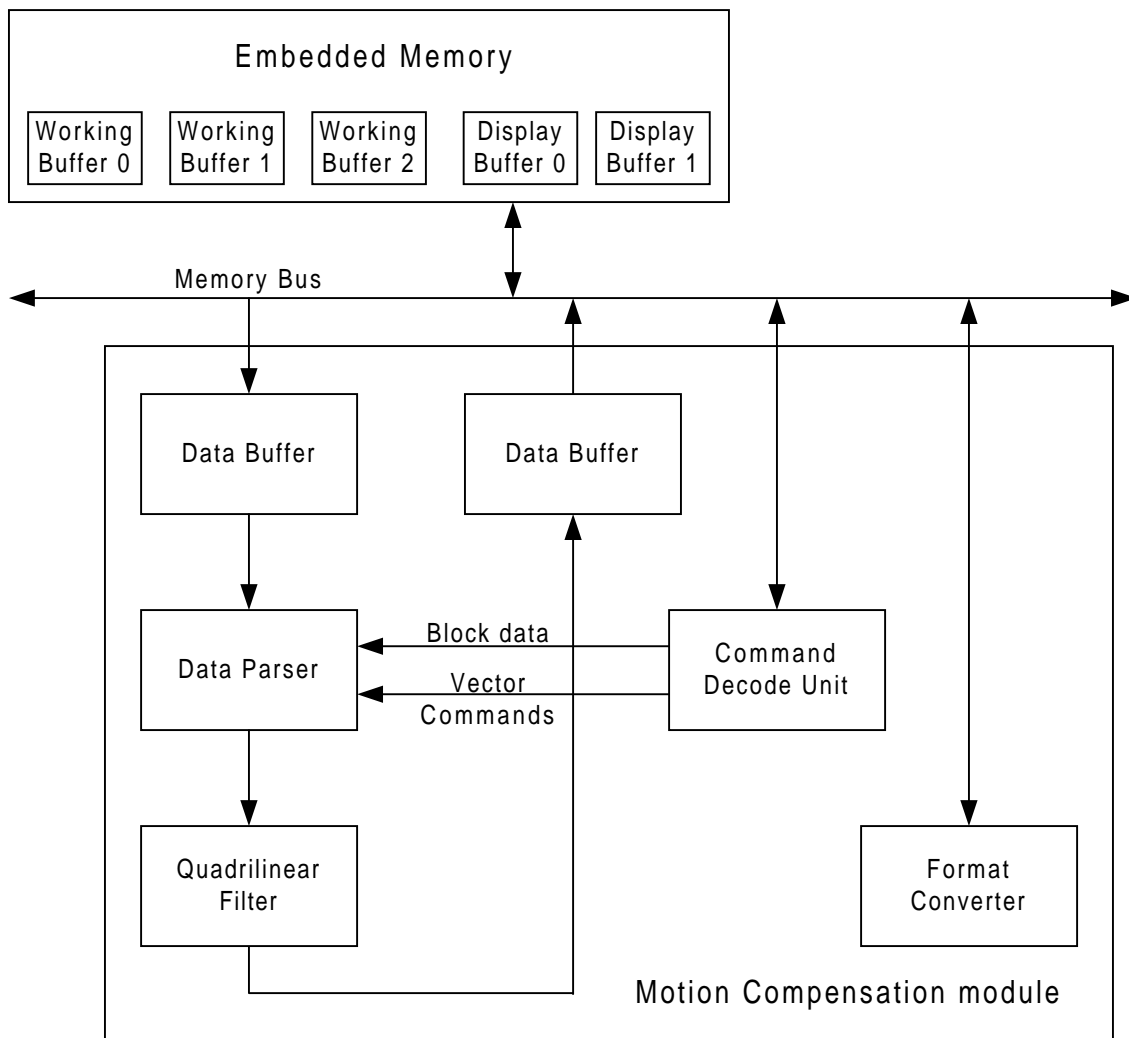 Embedded Memory
Working
Buffer 0
Working
Buffer 1
Working
Buffer 2
Display
Buffer 0
Display
Buffer 1
Memory Bus
Data Buffer
Data Buffer
Data Parser
Block data
Vector
Commands
Command
Decode Unit
Quadrilinear
Filter
Format
Converter
Motion Compensation module